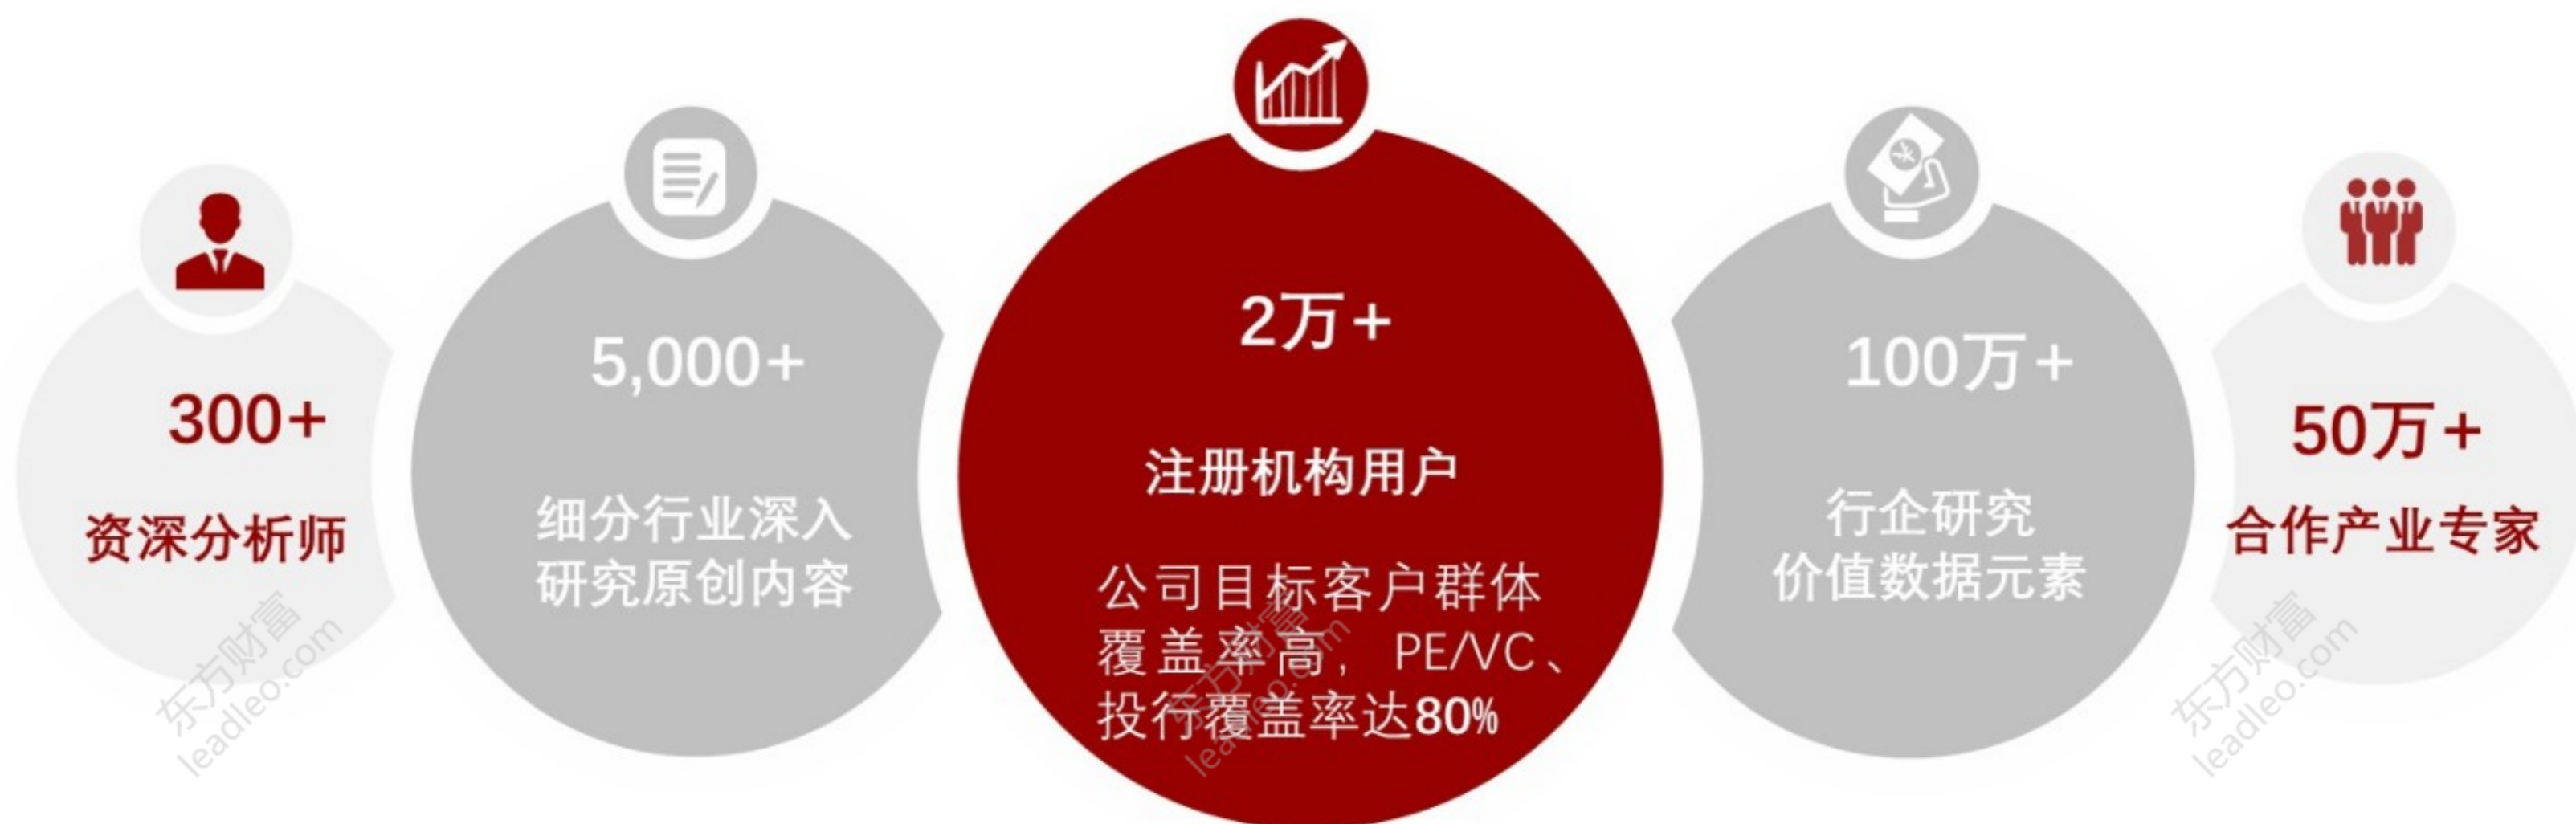 300+
资深分析师
5,000+
细分行业深入
研究原创内容
2万+
注册机构用户
公司目标客户群体
覆盖率高，PE/VC、
投行覆盖率达80%
100万+
行企研究
价值数据元素
50万+
合作产业专家
东方财富
leadleo.com
东方财富
leadleo.com
东方财富
leadleo.com